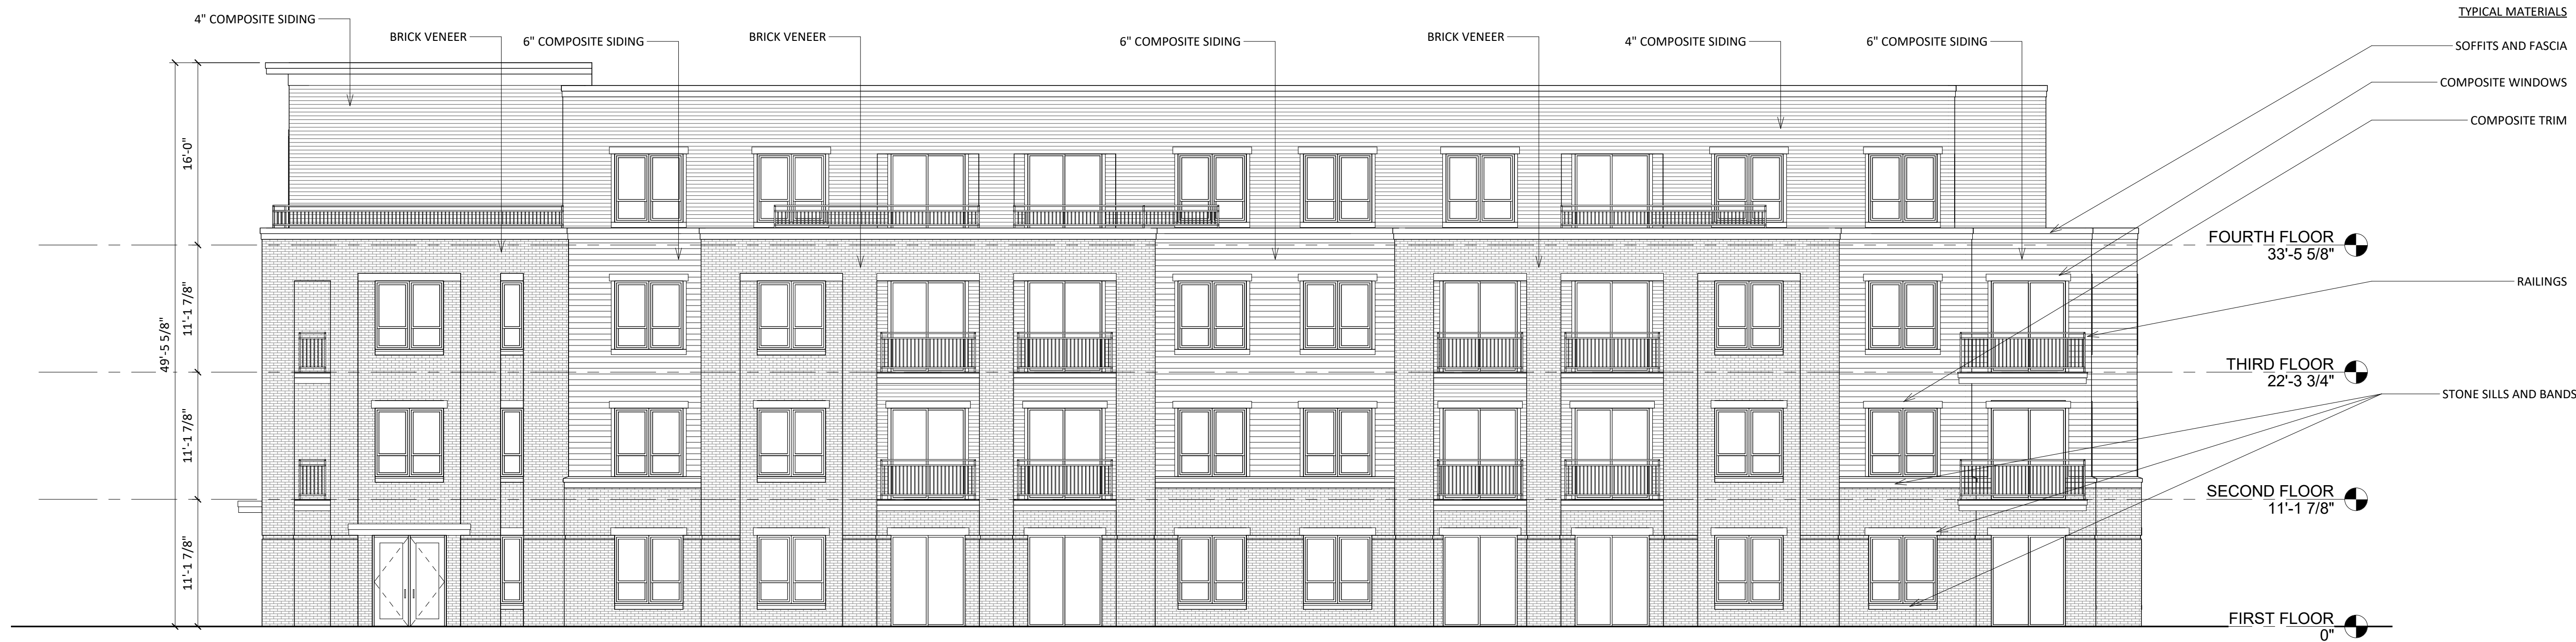 TYPICAL MATERIALS
4" COMPOSITE SIDING
BRICK VENEER
6" COMPOSITE SIDING
BRICK VENEER
6" COMPOSITE SIDING
BRICK VENEER
4" COMPOSITE SIDING
6" COMPOSITE SIDING
SOFFITS AND FASCIA
COMPOSITE WINDOWS
COMPOSITE TRIM
16'-0"
FOURTH FLOOR
33'-5 5/8"
RAILINGS
11'-1 7/8"
49'-5 5/8"
THIRD FLOOR
22'-3 3/4"
STONE SILLS AND BANDS
11'-1 7/8"
SECOND FLOOR
11'-1 7/8"
11'-1 7/8"
FIRST FLOOR
0"